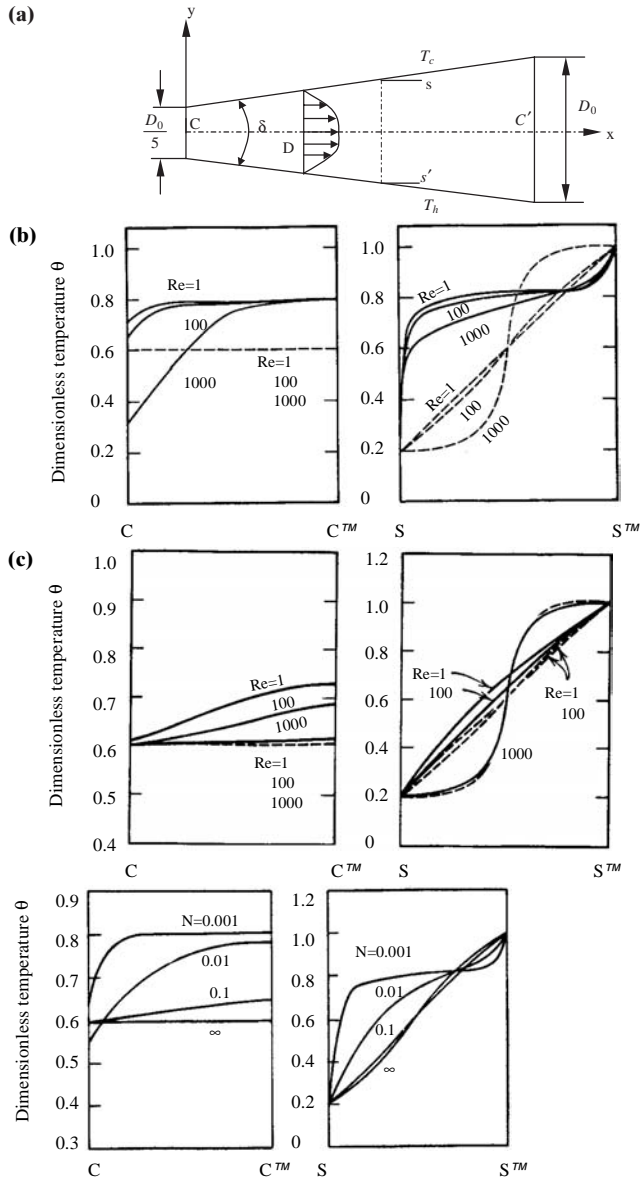 (a)
y
T_c
s
D_0
5
C
δ
D
C′
x
D_0
s′
T_h
(b)
Dimensionless temperature θ
1.0
0.8
0.6
0.4
0.2
0
Re=1
100
1000
Re=1
100
1000
C
C™
1.0
0.8
0.6
0.4
0.2
0
Re=1
100
1000
Re=1
100
1000
S
S™
(c)
Dimensionless temperature θ
1.0
0.9
0.8
0.7
0.6
0.5
0.4
Re=1
100
1000
Re=1
100
1000
C
C™
1.2
1.0
0.8
0.6
0.4
0.2
0
Re=1
100
Re=1
100
1000
S
S™
Dimensionless temperature θ
0.9
0.8
0.7
0.6
0.5
0.4
0.3
N=0.001
0.01
0.1
∞
C
C™
1.2
1.0
0.8
0.6
0.4
0.2
0
N=0.001
0.01
0.1
∞
S
S™